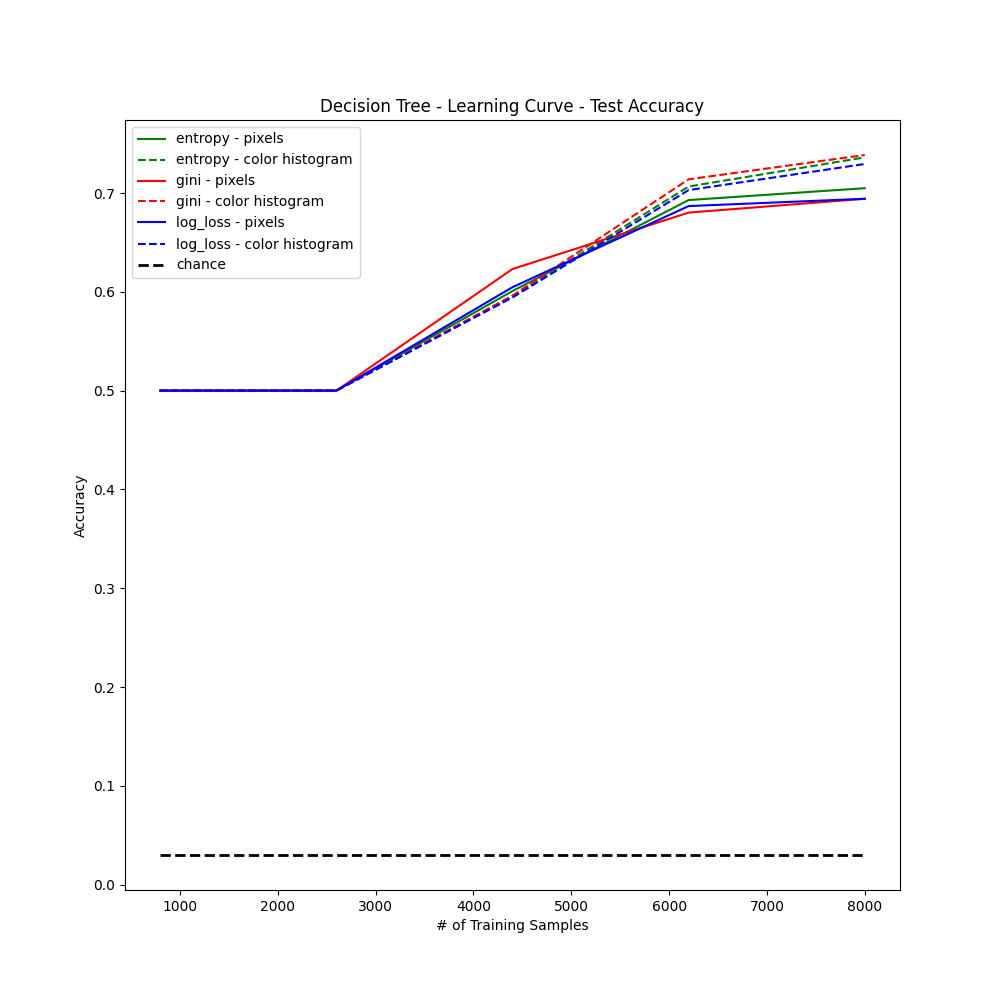 Decision Tree - Learning Curve - Test Accuracy
entropy - pixels
entropy - color histogram
gini - pixels
gini - color histogram
log_loss - pixels
log_loss - color histogram
chance
Accuracy
0.7
0.6
0.5
0.4
0.3
0.2
0.1
0.0
1000 2000 3000 4000 5000 6000 7000 8000
# of Training Samples